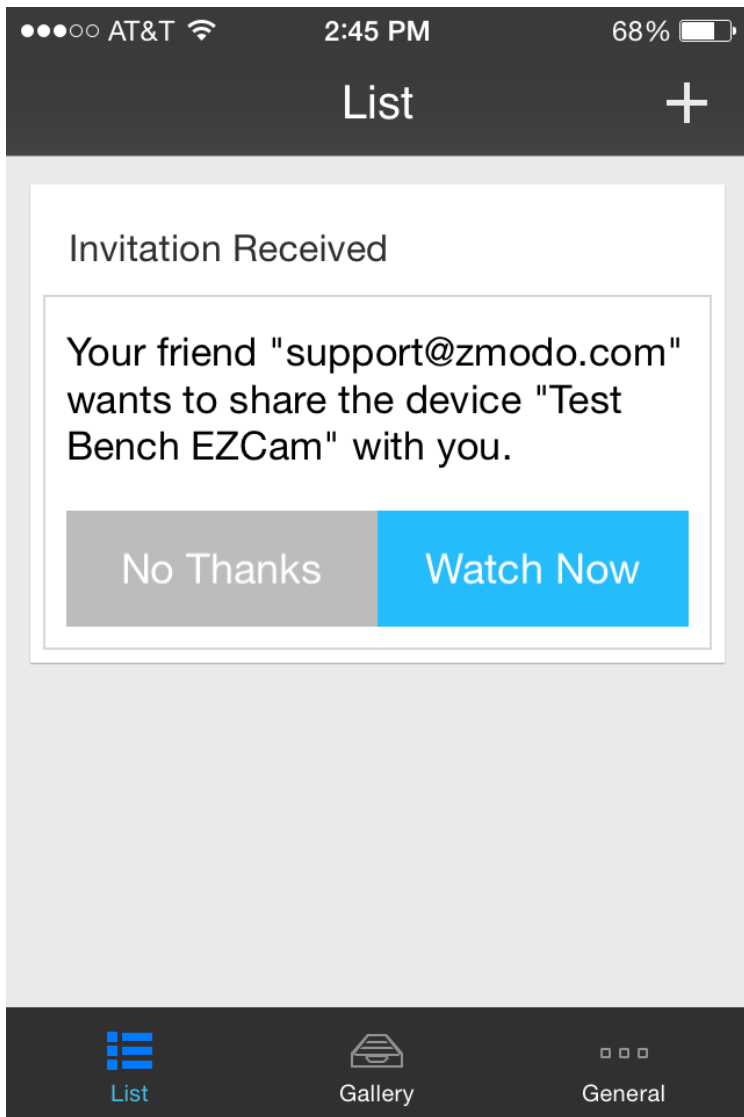 AT&T 2:45 PM 68%
List +
Invitation Received
Your friend "support@zmodo.com"
wants to share the device "Test
Bench EZCam" with you.
No Thanks Watch Now
List Gallery General